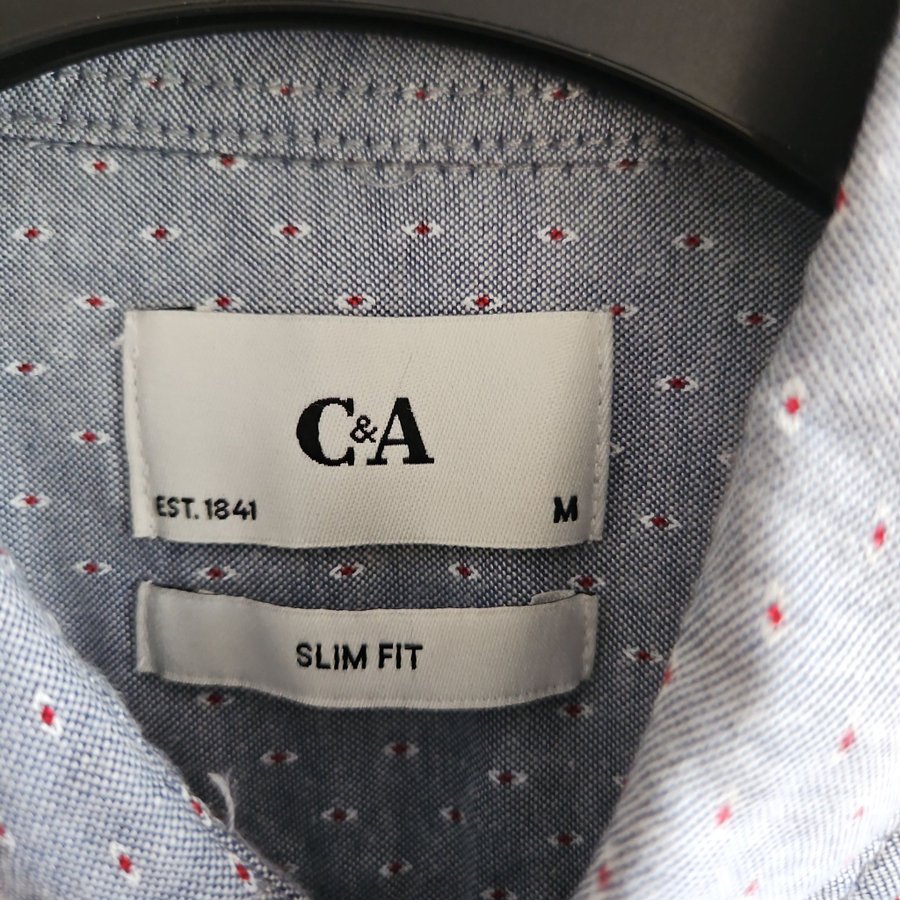 C&A
EST. 1841 M
SLIM FIT